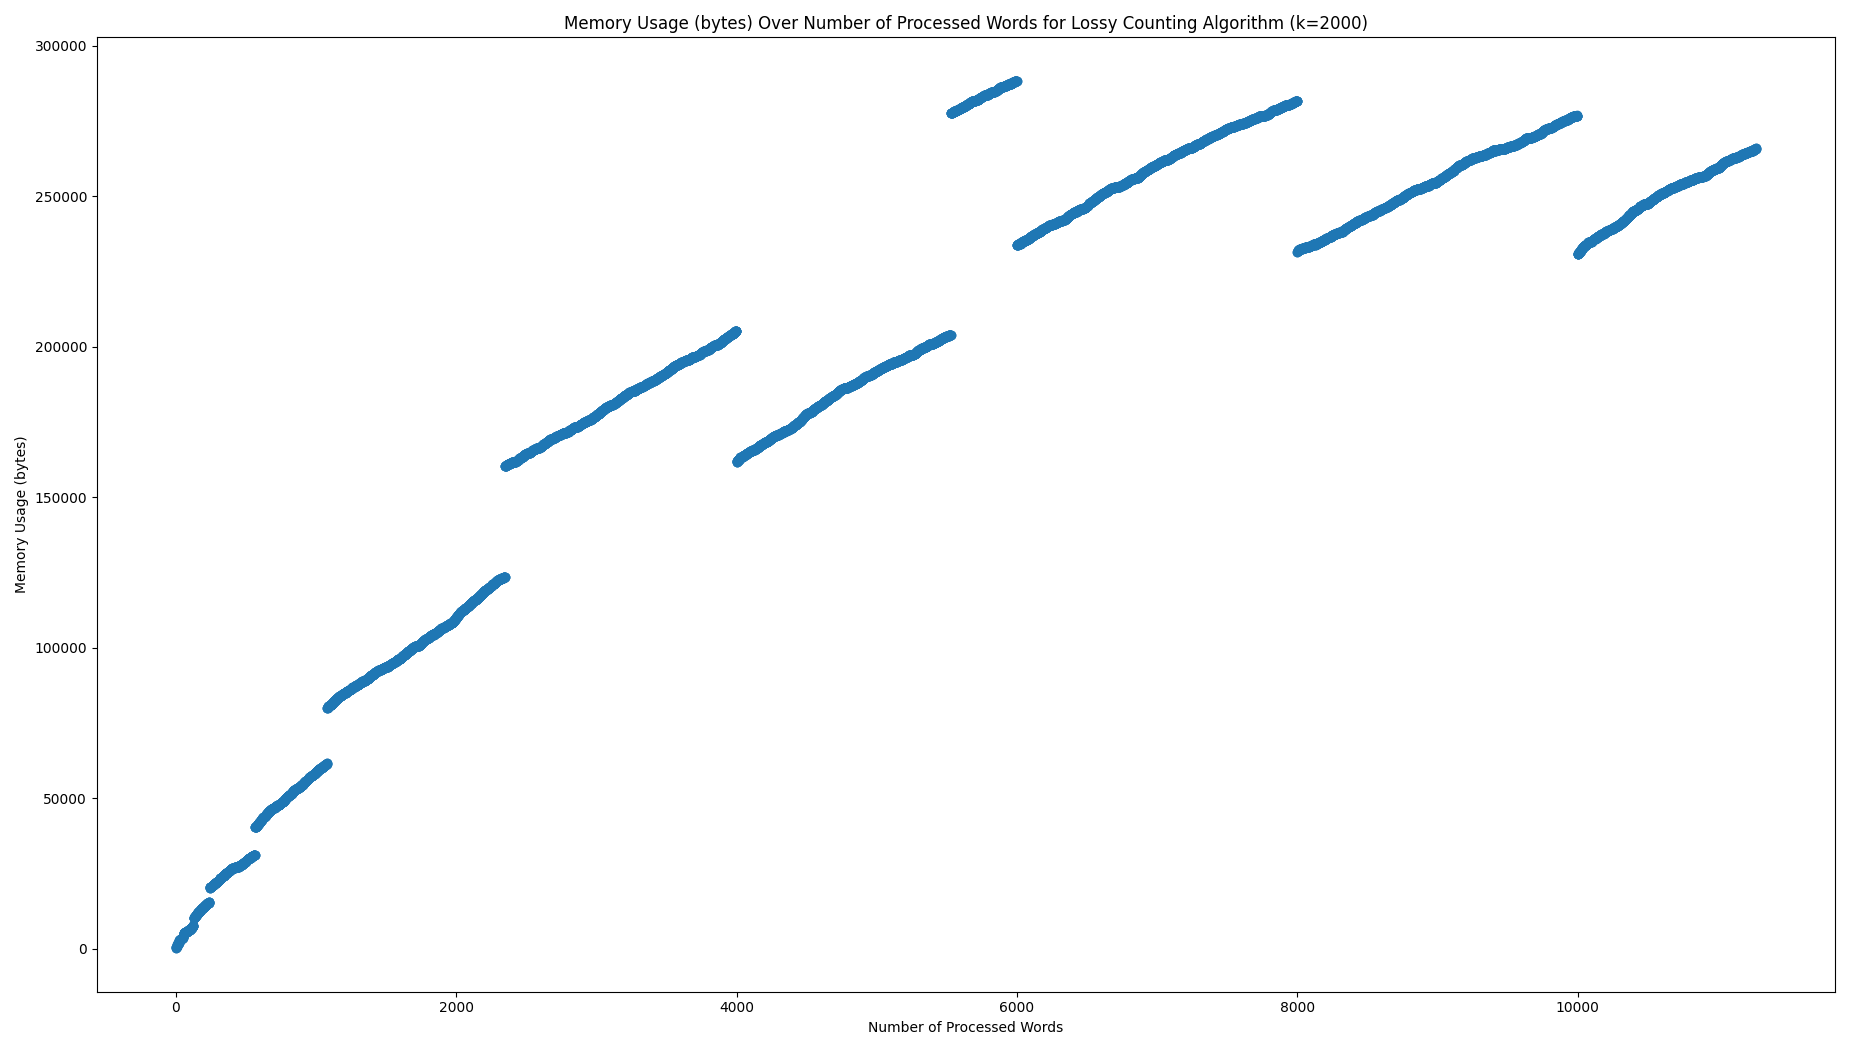 Memory Usage (bytes) Over Number of Processed Words for Lossy Counting Algorithm (k=2000)
300000
250000
200000
150000
100000
50000
0
Memory Usage (bytes)
0 2000 4000 6000 8000 10000
Number of Processed Words